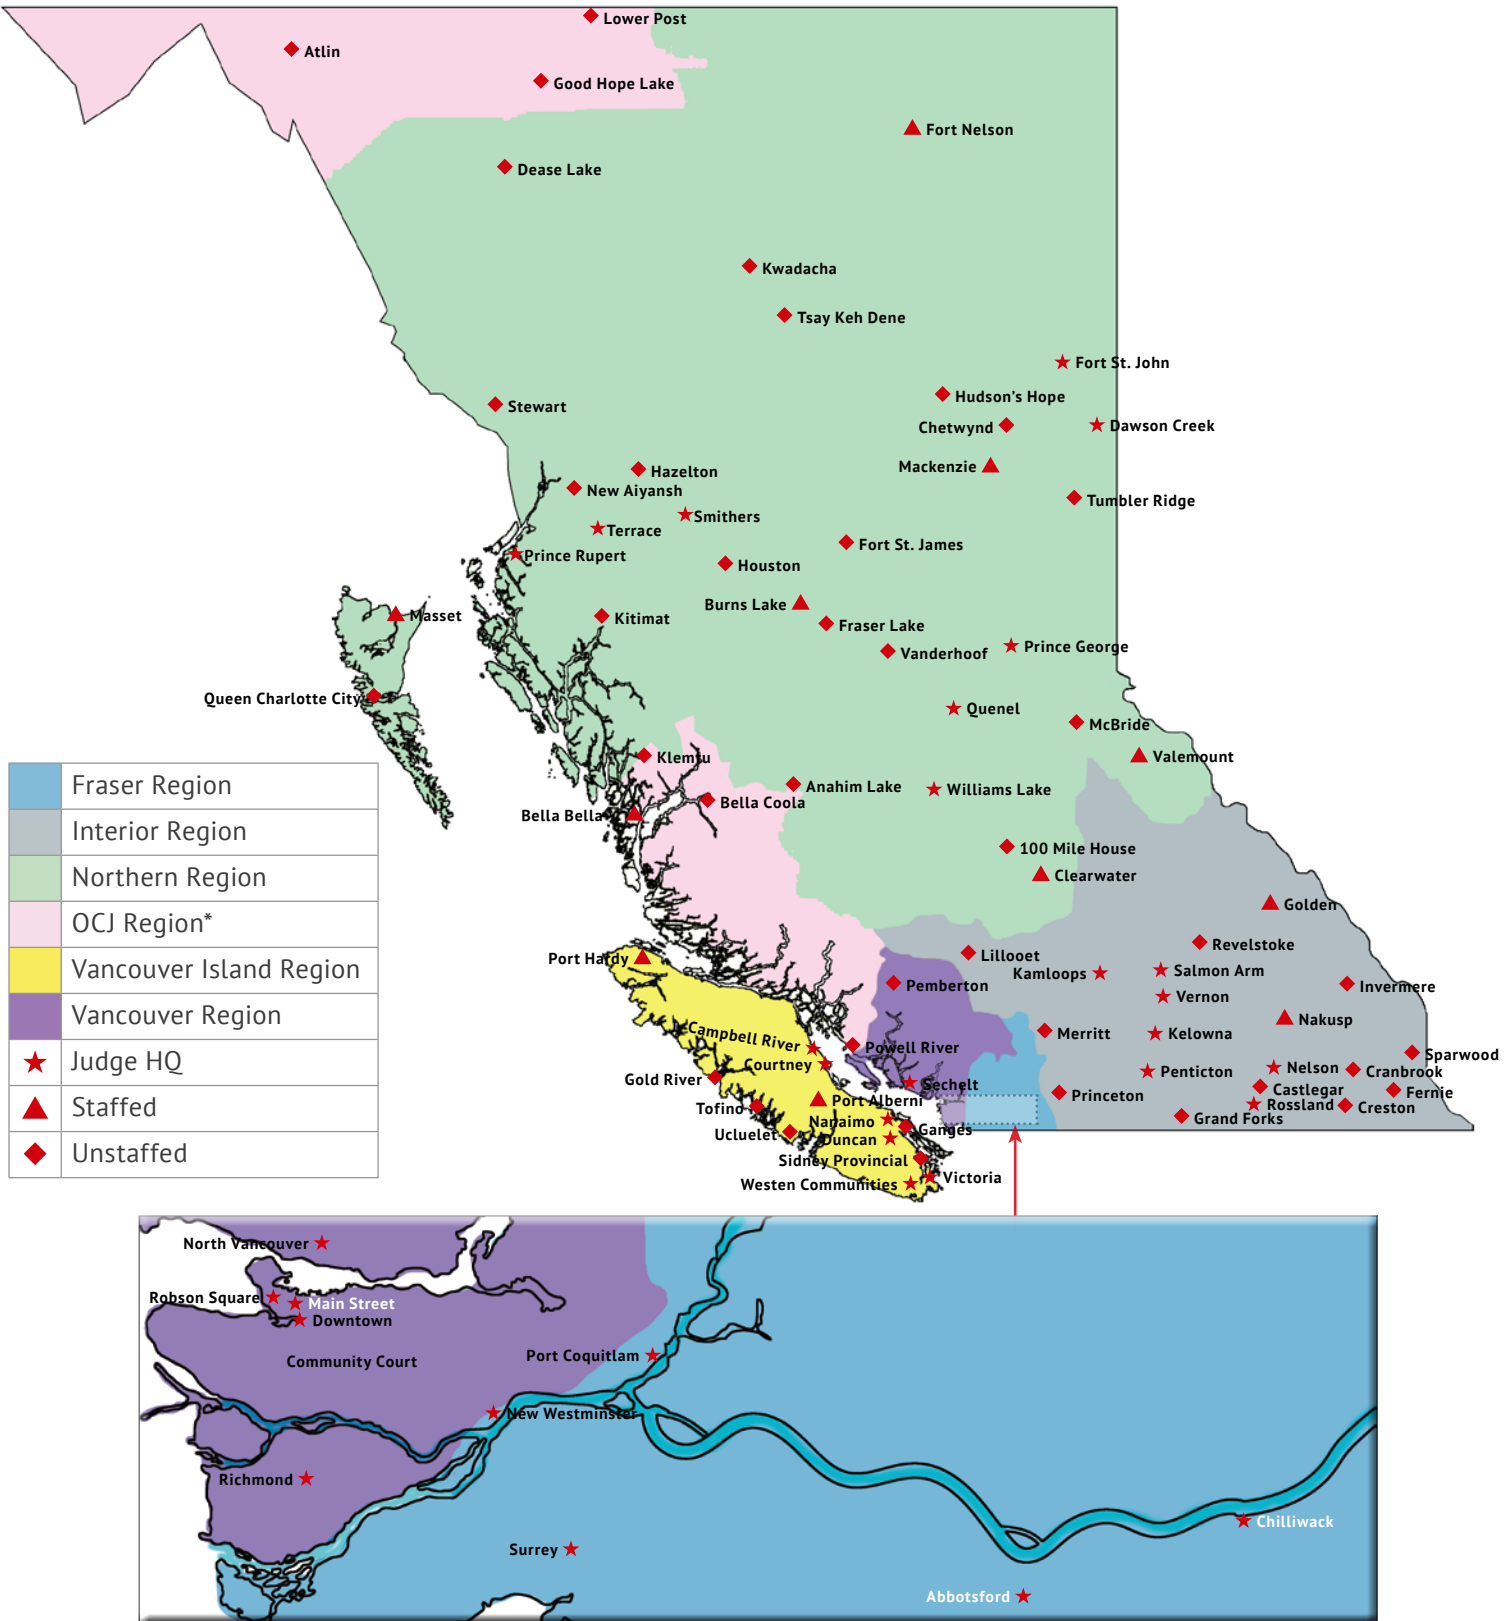 Lower Post
Atlin
Good Hope Lake
Fort Nelson
Dease Lake
Kwadacha
Tsay Keh Dene
Fort St. John
Hudson’s Hope
Stewart
Chetwynd
Dawson Creek
Mackenzie
Hazelton
New Aiyansh
Tumbler Ridge
Smithers
Terrace
Fort St. James
Prince Rupert
Houston
Burns Lake
Masset
Kitimat
Fraser Lake
Prince George
Vanderhoof
Queen Charlotte City
Quenel
McBride
Klemtu
Valemount
Anahim Lake
Williams Lake
Bella Coola
Bella Bella
100 Mile House
Clearwater
Golden
Revelstoke
Lillooet
Port Hardy
Kamloops
Salmon Arm
Pemberton
Invermere
Vernon
Nakusp
Campbell River
Merritt
Kelowna
Powell River
Sparwood
Courtney
Nelson
Cranbrook
Penticton
Gold River
Sechelt
Castlegar
Fernie
Princeton
Port Alberni
Rossland
Creston
Tofino
Grand Forks
Nanaimo
Ganges
Ucluelet
Duncan
Sidney Provincial
Victoria
Westen Communities
Fraser Region
Interior Region
Northern Region
OCJ Region*
Vancouver Island Region
Vancouver Region
Judge HQ
Staffed
Unstaffed
North Vancouver
Robson Square
Main Street
Downtown
Community Court
Port Coquitlam
New Westminster
Richmond
Chilliwack
Surrey
Abbotsford